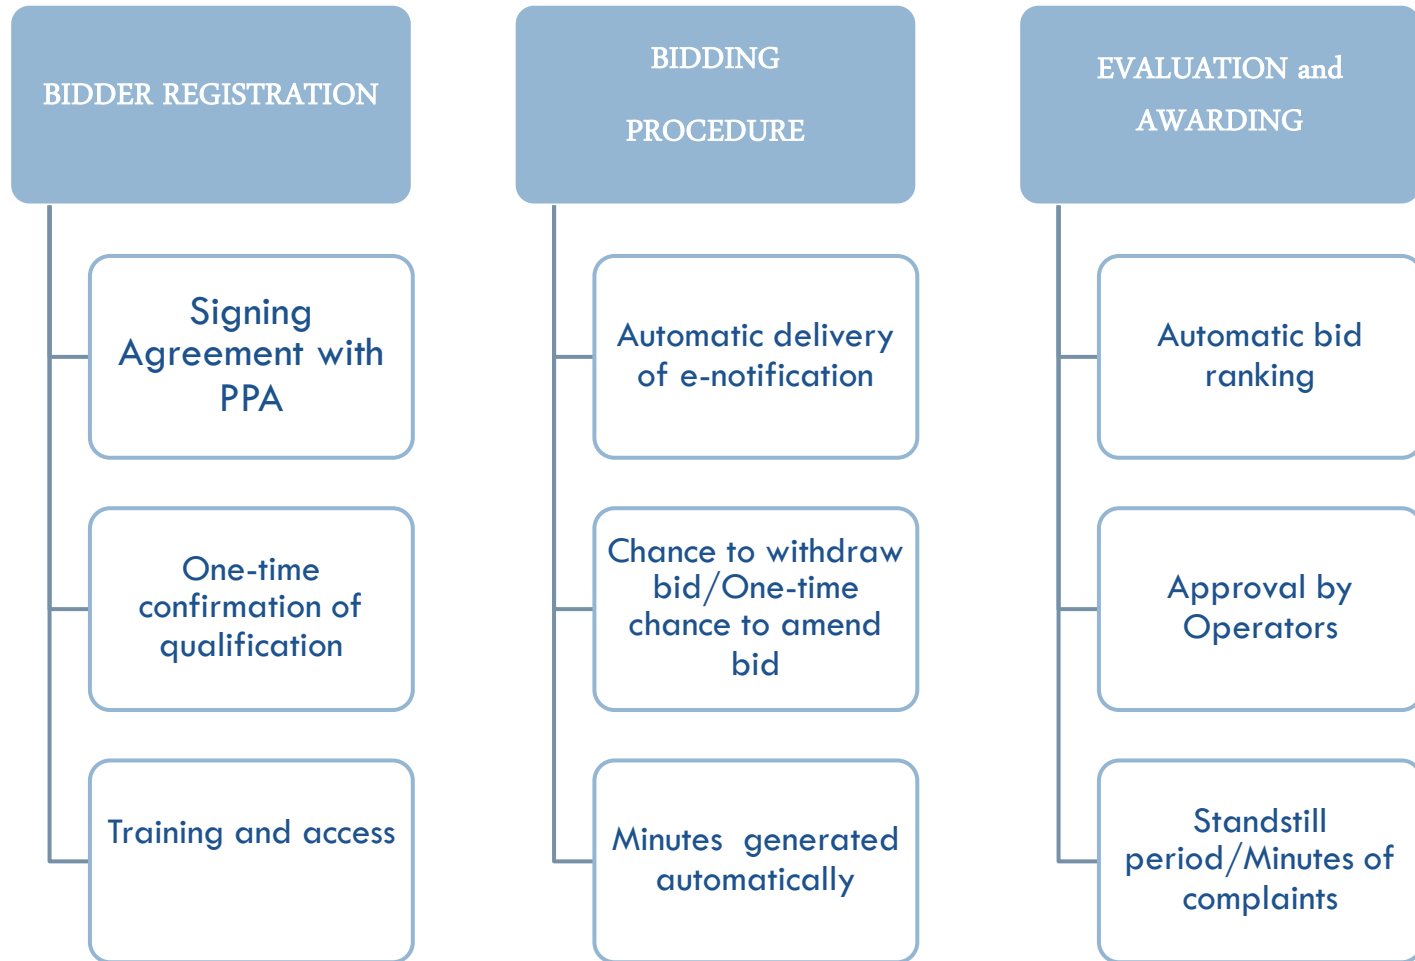 BIDDER REGISTRATION
Signing
Agreement with
PPA
One-time
confirmation of
qualification
Training and access
BIDDING
PROCEDURE
Automatic delivery
of e-notification
Chance to withdraw
bid/One-time
chance to amend
bid
Minutes generated
automatically
EVALUATION and
AWARDING
Automatic bid
ranking
Approval by
Operators
Standstill
period/Minutes of
complaints